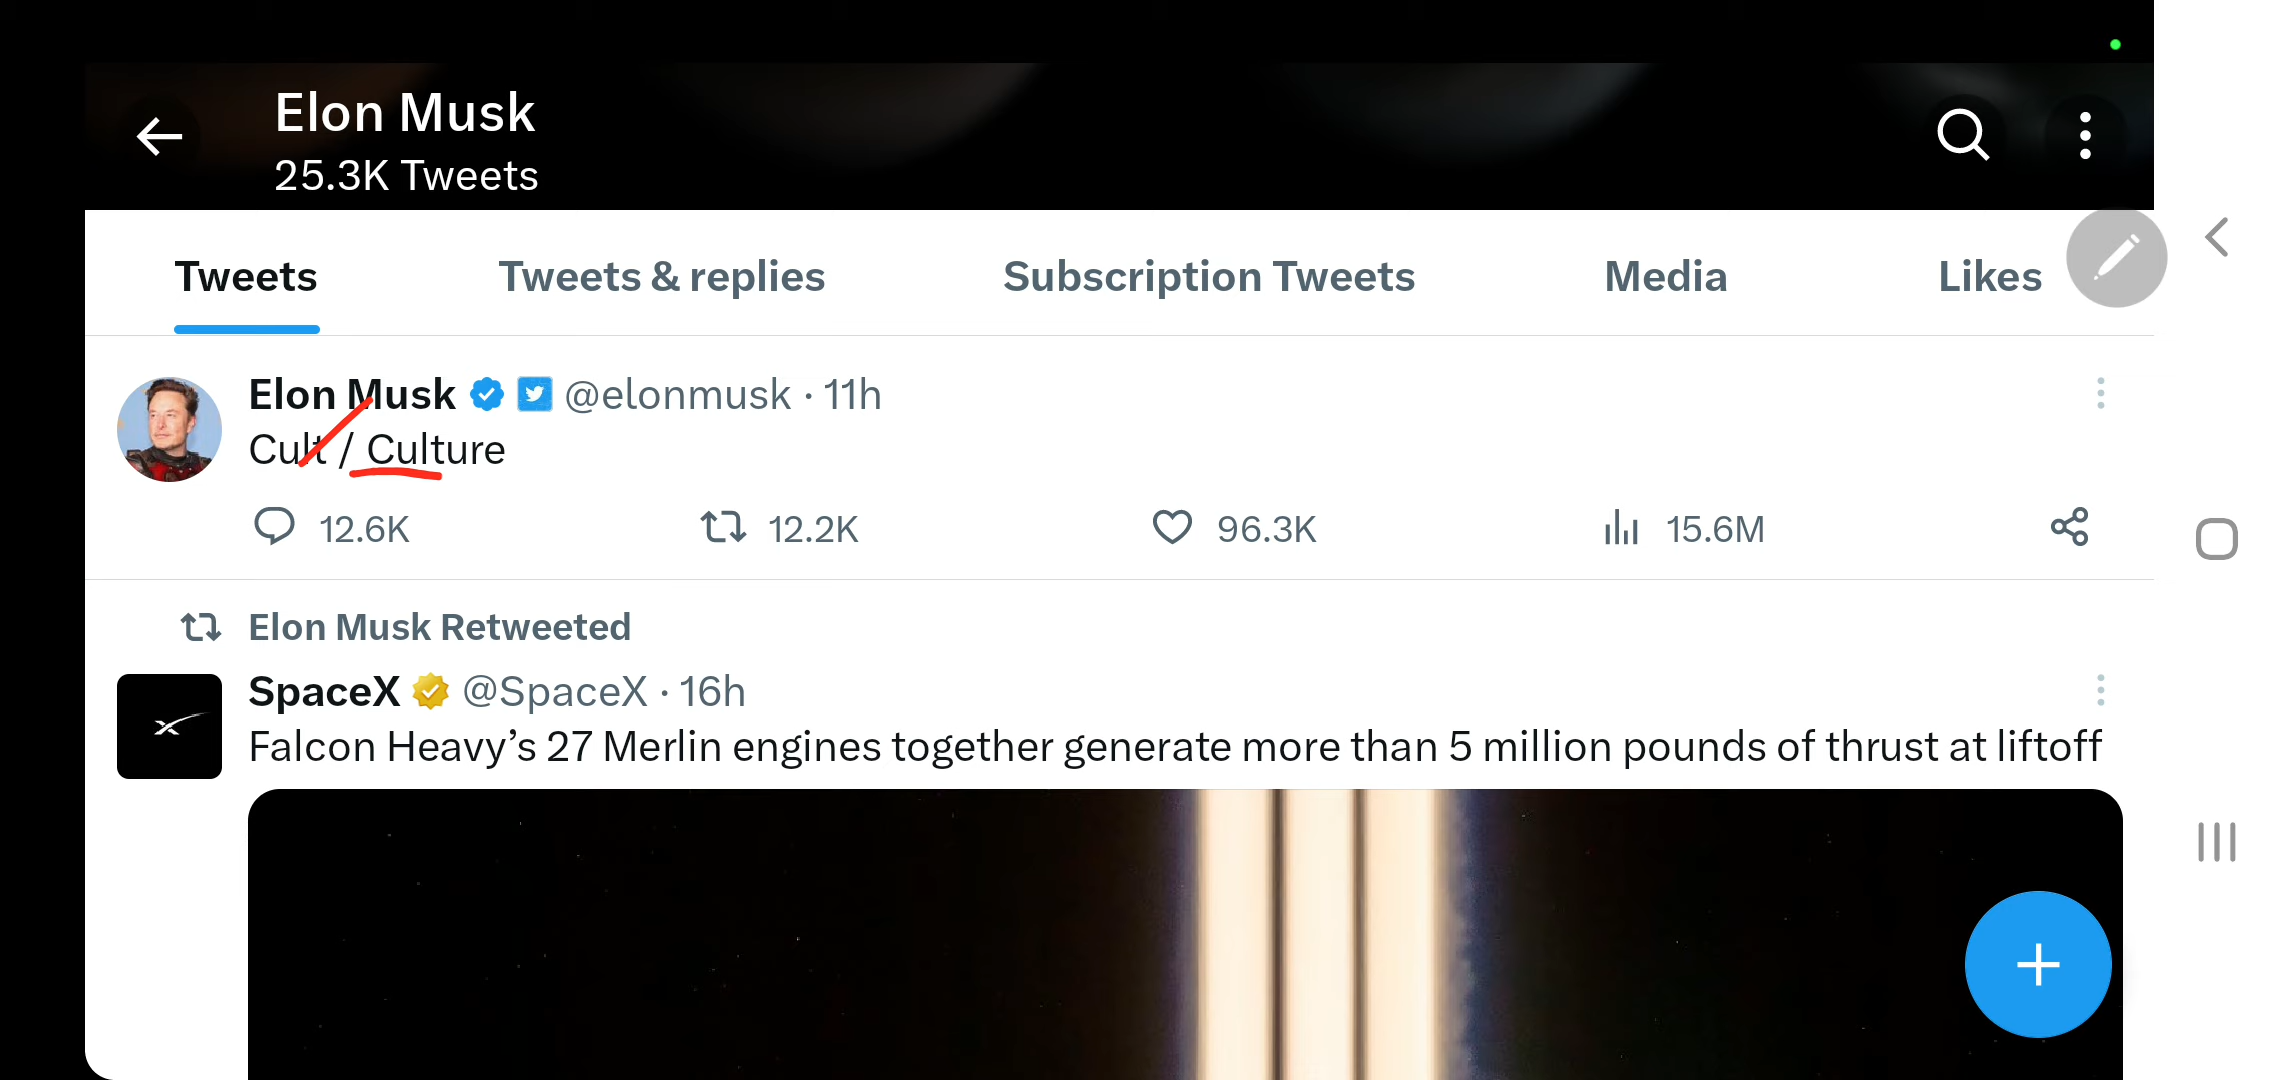 Elon Musk
25.3K Tweets
Tweets Tweets & replies Subscription Tweets Media Likes
Elon Musk @elonmusk · 11h
Cult / Culture
12.6K 12.2K 96.3K 15.6M
Elon Musk Retweeted
SpaceX @SpaceX · 16h
Falcon Heavy’s 27 Merlin engines together generate more than 5 million pounds of thrust at liftoff